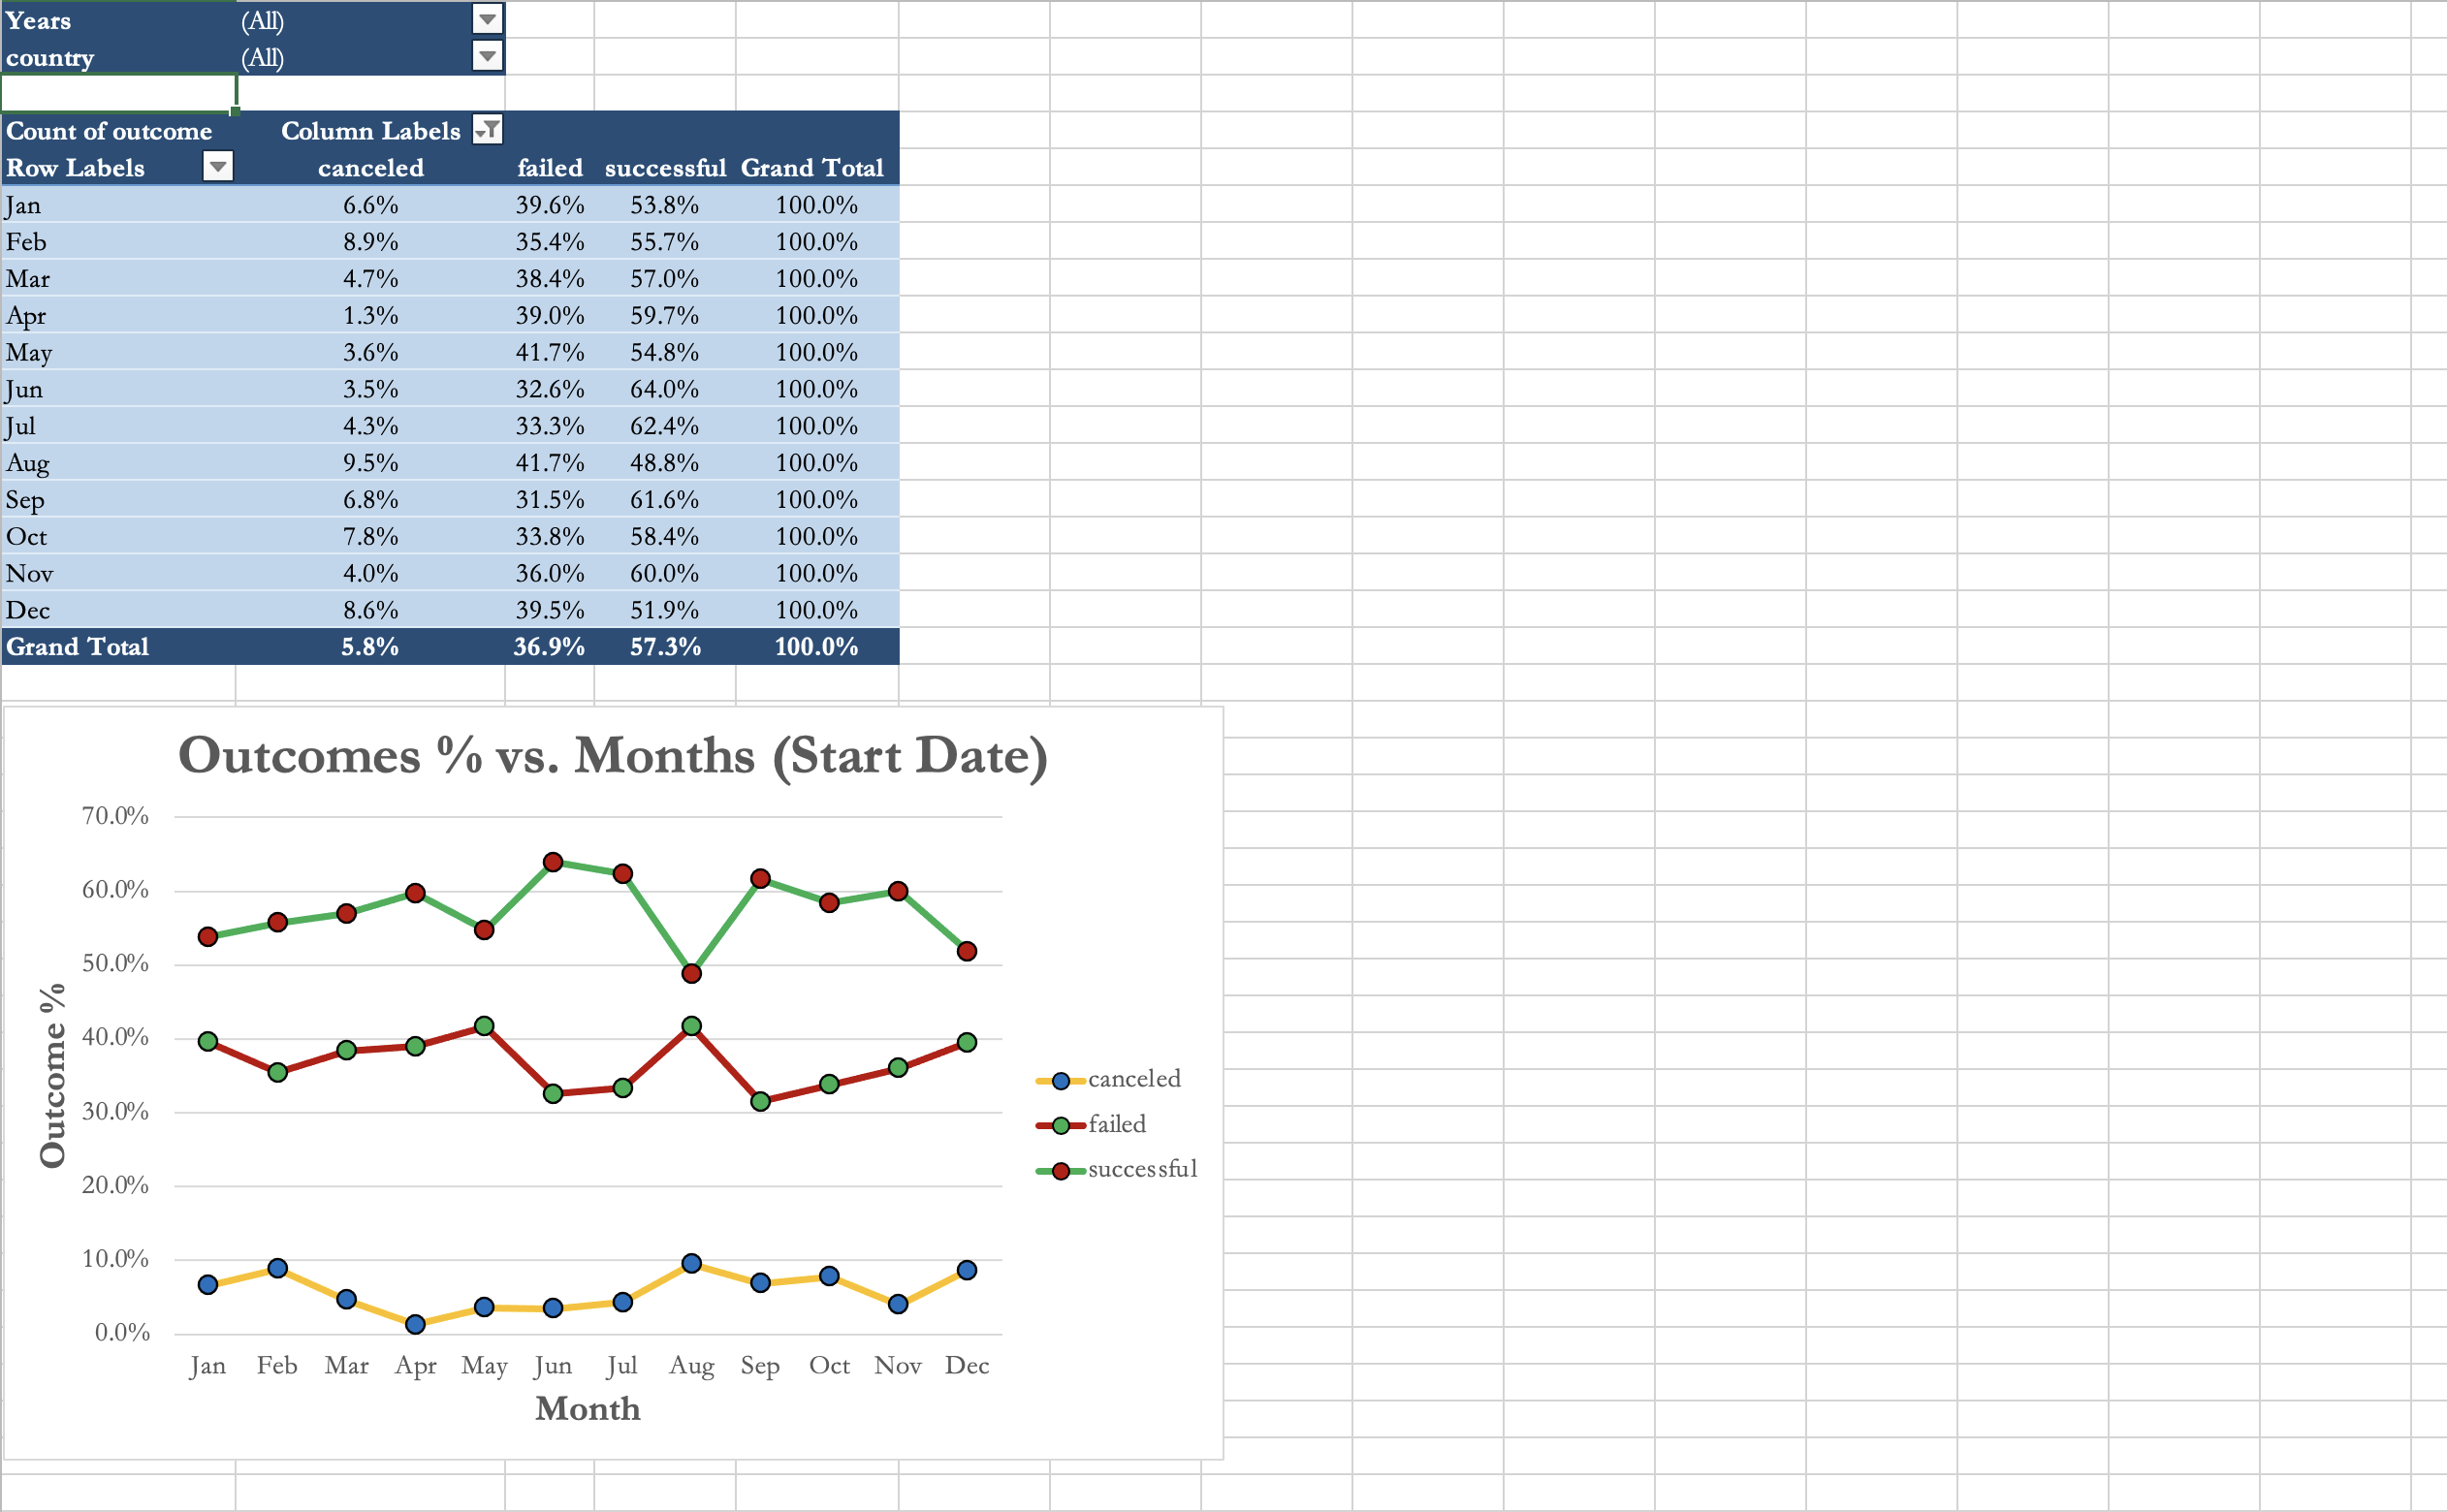 Years (All)
country (All)
Count of outcome Column Labels
Row Labels canceled failed successful Grand Total
Jan 6.6% 39.6% 53.8% 100.0%
Feb 8.9% 35.4% 55.7% 100.0%
Mar 4.7% 38.4% 57.0% 100.0%
Apr 1.3% 39.0% 59.7% 100.0%
May 3.6% 41.7% 54.8% 100.0%
Jun 3.5% 32.6% 64.0% 100.0%
Jul 4.3% 33.3% 62.4% 100.0%
Aug 9.5% 41.7% 48.8% 100.0%
Sep 6.8% 31.5% 61.6% 100.0%
Oct 7.8% 33.8% 58.4% 100.0%
Nov 4.0% 36.0% 60.0% 100.0%
Dec 8.6% 39.5% 51.9% 100.0%
Grand Total 5.8% 36.9% 57.3% 100.0%
Outcomes % vs. Months (Start Date)
Outcome %
70.0%
60.0%
50.0%
40.0%
30.0%
20.0%
10.0%
0.0%
Jan Feb Mar Apr May Jun Jul Aug Sep Oct Nov Dec
Month
canceled
failed
successful